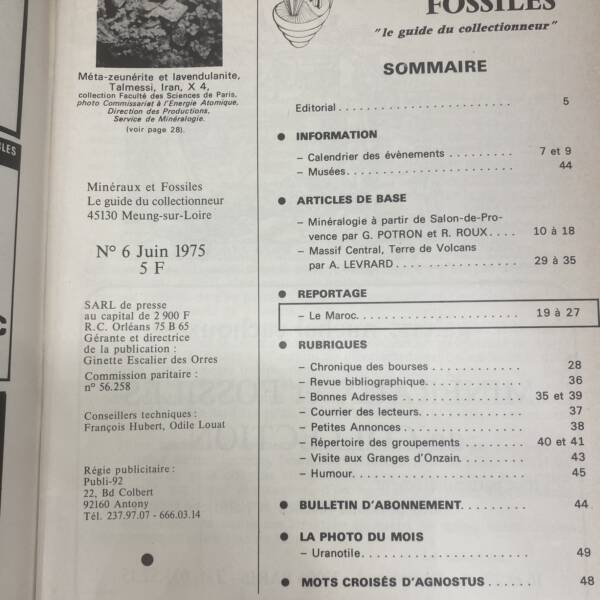 LES
C
Méta-zeunérite et lavendulanite,
Talmessi, Iran, X 4,
collection Faculté des Sciences de Paris,
photo Commissariat à l'Energie Atomique,
Direction des Productions,
Service de Minéralogie.
(voir page 28).
Minéraux et Fossiles
Le guide du collectionneur
45130 Meung-sur-Loire
N° 6 Juin 1975
5 F
SARL de presse
au capital de 2 900 F
R.C. Orléans 75 B 65
Gérante et directrice
de la publication :
Ginette Escalier des Orres
Commission paritaire :
n° 56.258
Conseillers techniques :
François Hubert, Odile Louat
Régie publicitaire :
Publi-92
22, Bd Colbert
92160 Antony
Tél. 237.97.07 - 666.03.14
FOSSILES
"le guide du collectionneur"
SOMMAIRE
Editorial . . . . . . . . . . . . . . . . . . . . . . . . 5
● INFORMATION
– Calendrier des évènements . . . . . . . . . 7 et 9
– Musées. . . . . . . . . . . . . . . . . . . . . . . . 44
● ARTICLES DE BASE
– Minéralogie à partir de Salon-de-Pro-
vence par G. POTRON et R. ROUX. . . . 10 à 18
– Massif Central, Terre de Volcans
par A. LEVRARD. . . . . . . . . . . . . . . . . 29 à 35
● REPORTAGE
– Le Maroc. . . . . . . . . . . . . . . . . . . . . . . 19 à 27
● RUBRIQUES
– Chronique des bourses . . . . . . . . . . . . . 28
– Revue bibliographique. . . . . . . . . . . . . . 36
– Bonnes Adresses . . . . . . . . . . . . . . . . . 35 et 39
– Courrier des lecteurs. . . . . . . . . . . . . . . 37
– Petites Annonces . . . . . . . . . . . . . . . . . 38
– Répertoire des groupements . . . . . . . . . 40 et 41
– Visite aux Granges d'Onzain. . . . . . . . . . 43
– Humour. . . . . . . . . . . . . . . . . . . . . . . . 45
● BULLETIN D'ABONNEMENT. . . . . . . . . 44
● LA PHOTO DU MOIS
– Uranotile. . . . . . . . . . . . . . . . . . . . . . . 49
● MOTS CROISÉS D'AGNOSTUS . . . . . . . 48